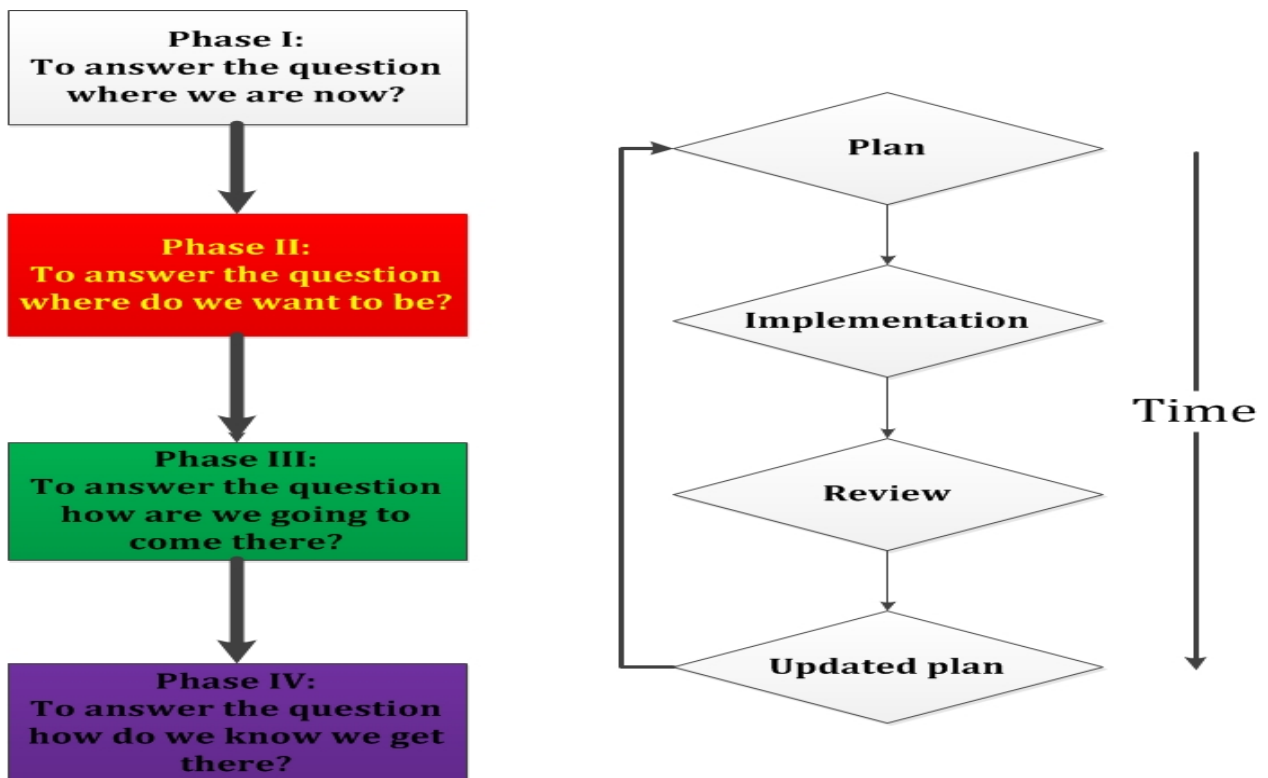 Phase I:
To answer the question
where we are now?
Phase II:
To answer the question
where do we want to be?
Phase III:
To answer the question
how are we going to
come there?
Phase IV:
To answer the question
how do we know we get
there?
Plan
Implementation
Review
Updated plan
Time